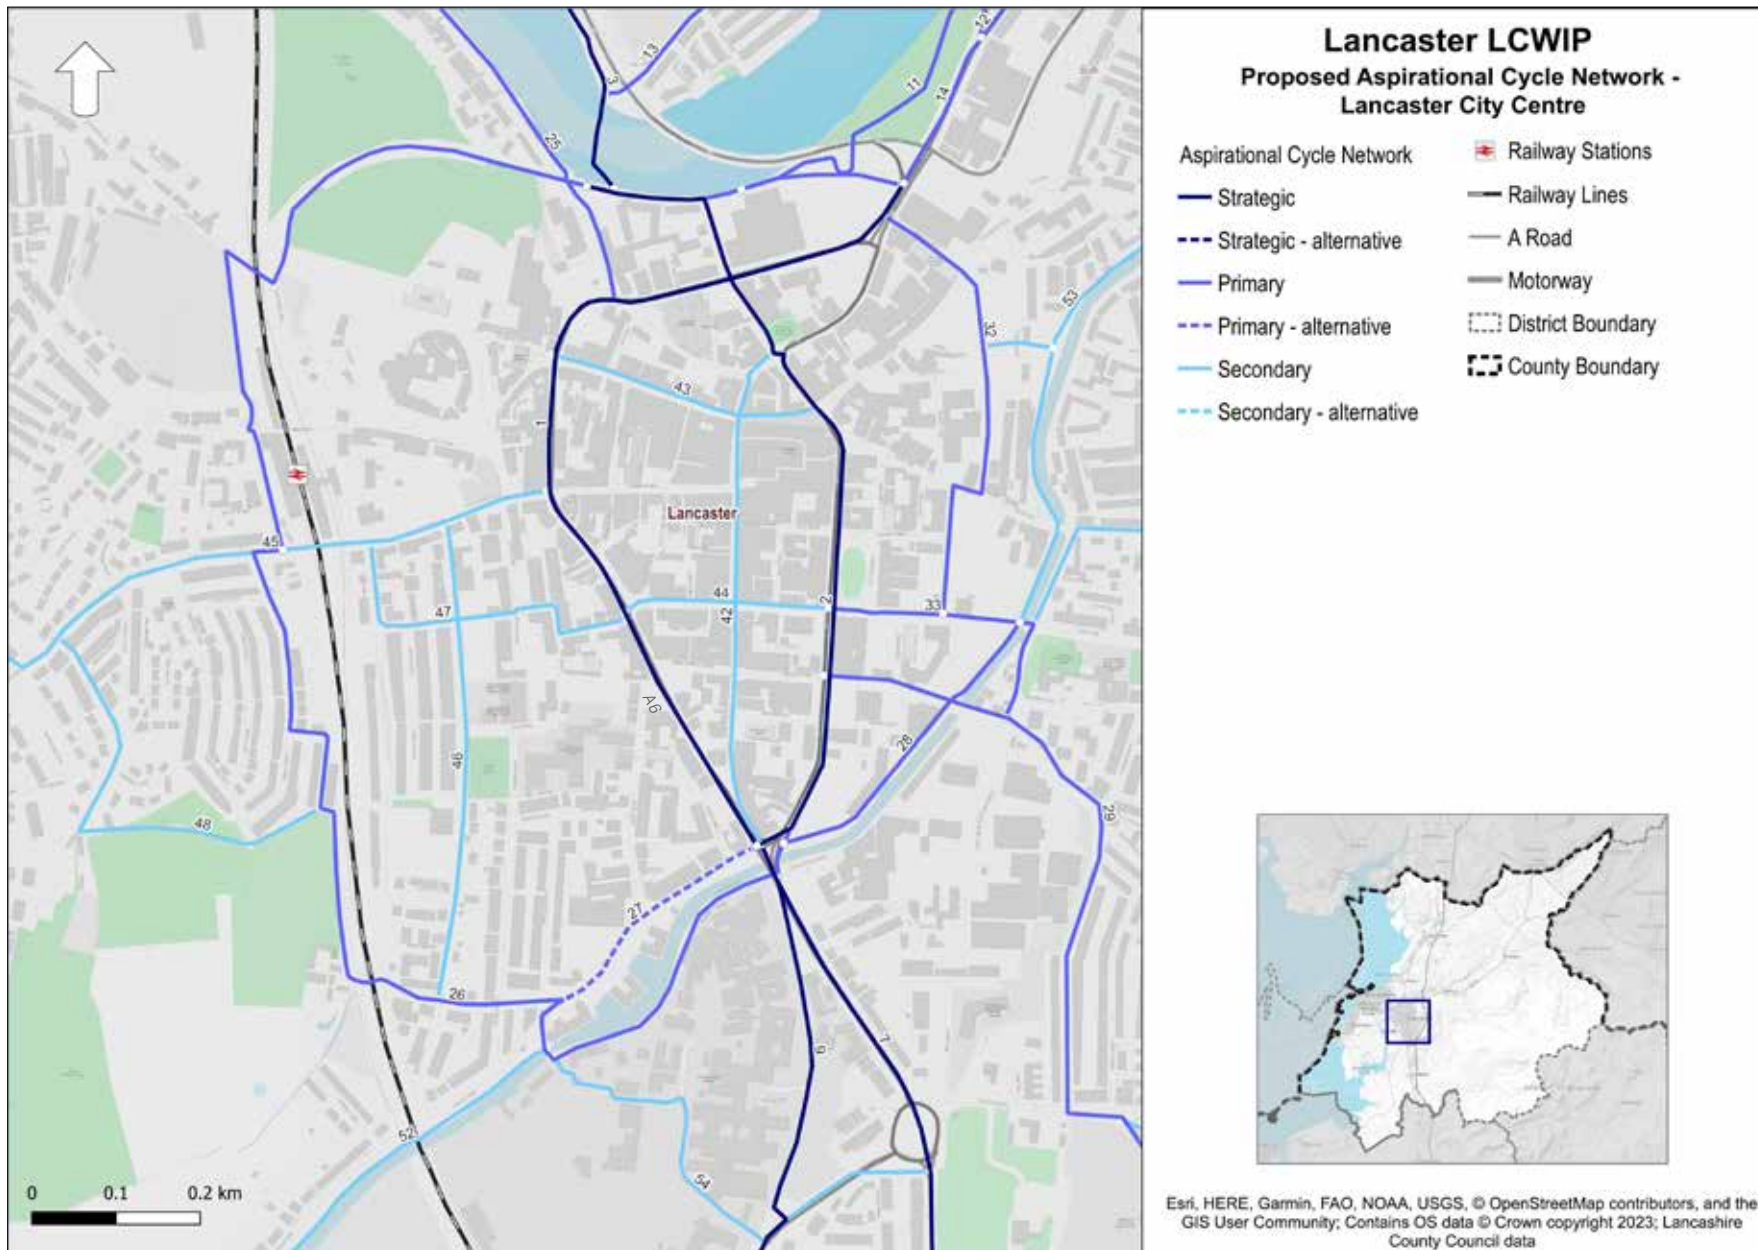 Lancaster LCWIP
Proposed Aspirational Cycle Network -
Lancaster City Centre
Aspirational Cycle Network
Strategic
Strategic - alternative
Primary
Primary - alternative
Secondary
Secondary - alternative
Railway Stations
Railway Lines
A Road
Motorway
District Boundary
County Boundary
12
13
3
11
14
25
53
32
43
1
Lancaster
45
44
2
47
42
33
A6
28
46
48
29
27
26
7
9
52
54
0 0.1 0.2 km
Esri, HERE, Garmin, FAO, NOAA, USGS, © OpenStreetMap contributors, and the
GIS User Community; Contains OS data © Crown copyright 2023; Lancashire
County Council data